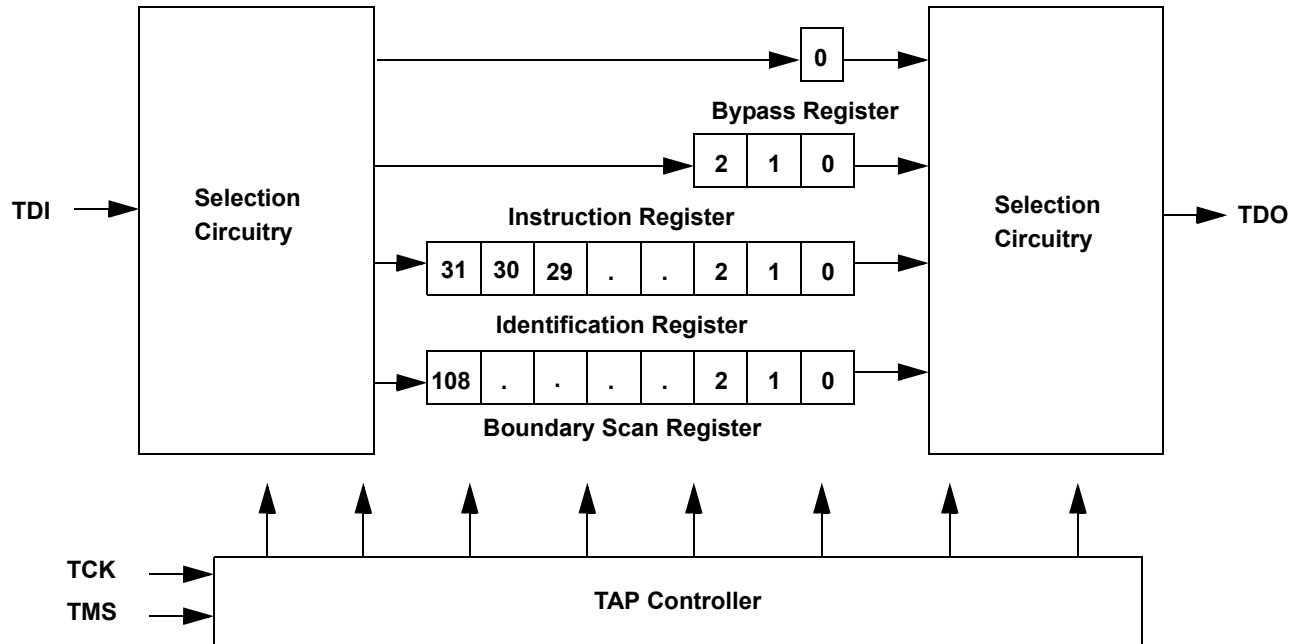 0
Bypass Register
2 1 0
TDI
Selection
Circuitry
Selection
Circuitry
TDO
Instruction Register
31 30 29 . . 2 1 0
Identification Register
108 . . . . 2 1 0
Boundary Scan Register
TCK
TMS
TAP Controller